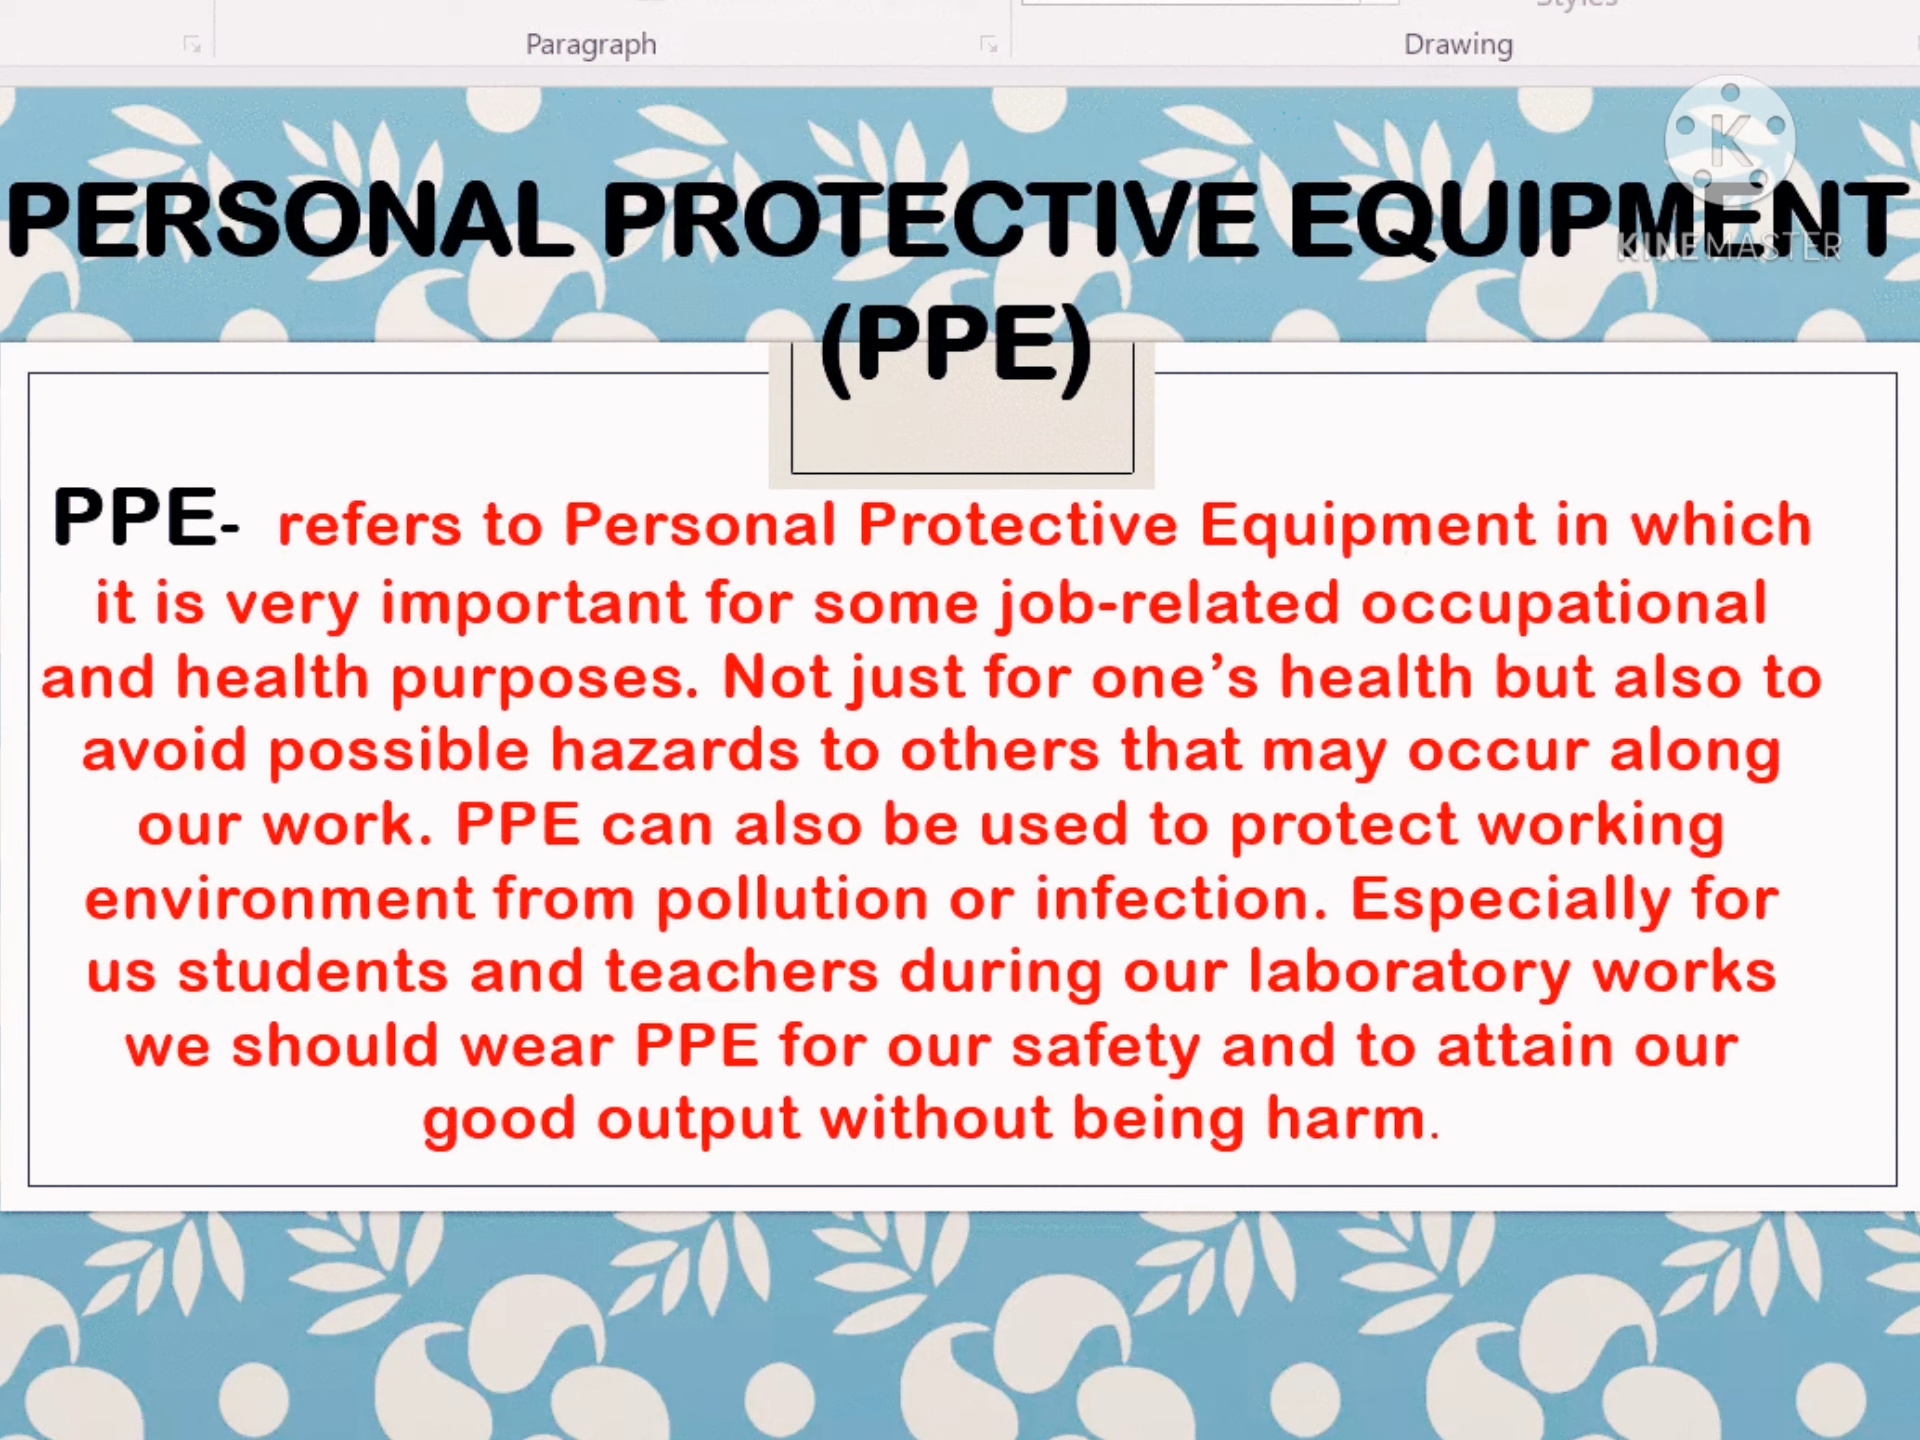 Styles
Paragraph
Drawing
K
KINEMASTER
PERSONAL PROTECTIVE EQUIPMENT
(PPE)
PPE- refers to Personal Protective Equipment in which
it is very important for some job-related occupational
and health purposes. Not just for one’s health but also to
avoid possible hazards to others that may occur along
our work. PPE can also be used to protect working
environment from pollution or infection. Especially for
us students and teachers during our laboratory works
we should wear PPE for our safety and to attain our
good output without being harm.